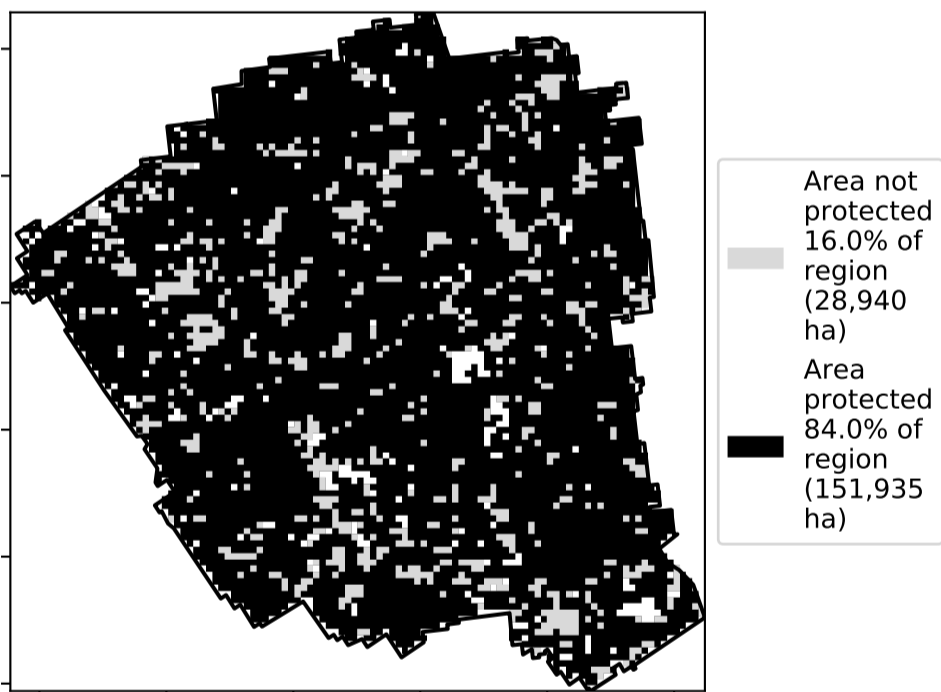 Area not
protected
16.0% of
region
(28,940
ha)
Area
protected
84.0% of
region
(151,935
ha)